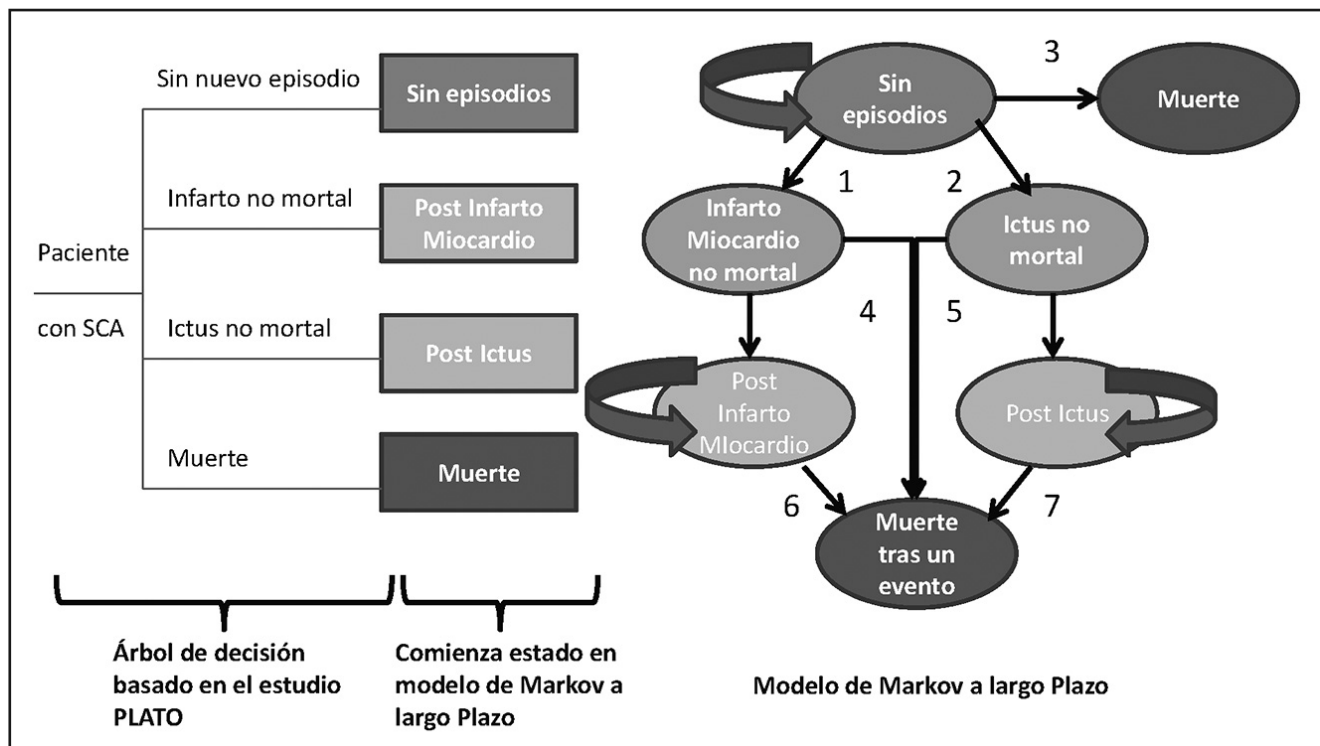 Sin nuevo episodio
Sin episodios
Infarto no mortal
Post Infarto
Miocardio
Paciente
con SCA
Ictus no mortal
Post Ictus
Muerte
Muerte
Árbol de decisión
basado en el estudio
PLATO
Comienza estado en
modelo de Markov a
largo Plazo
Sin
episodios
3
Muerte
1
2
Infarto
Miocardio
no mortal
Ictus no
mortal
4
5
Post
Infarto
MIocardio
Post Ictus
6
7
Muerte
tras un
evento
Modelo de Markov a largo Plazo